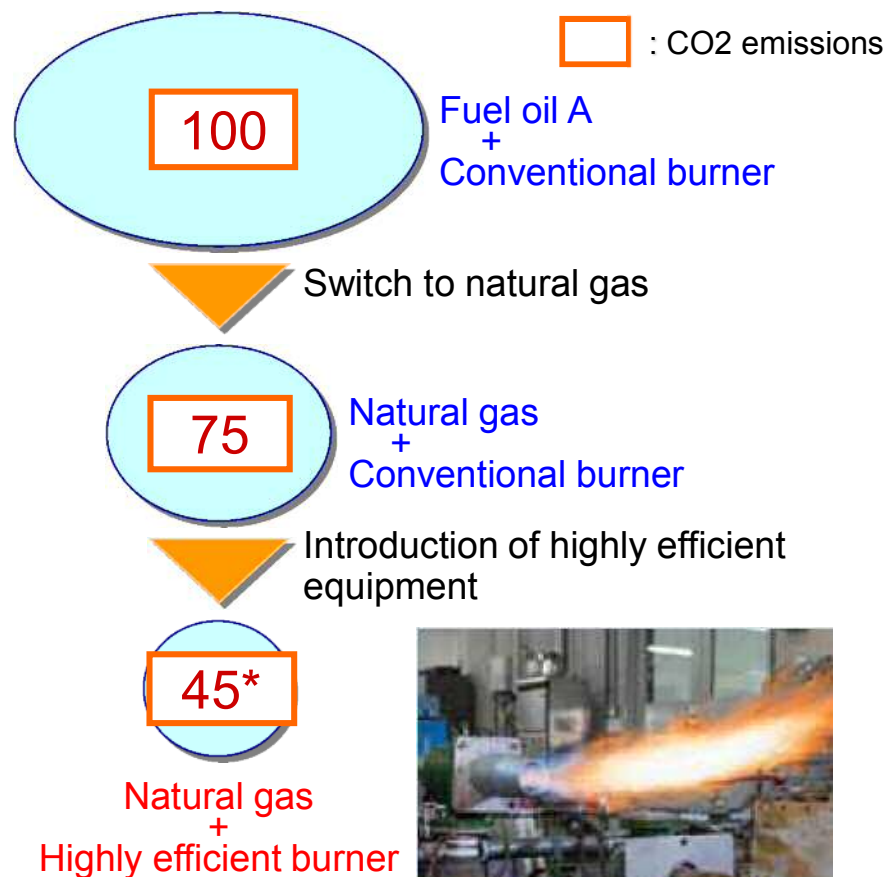 : CO2 emissions
100
Fuel oil A
+
Conventional burner
Switch to natural gas
75
Natural gas
+
Conventional burner
Introduction of highly efficient
equipment
45*
Natural gas
+
Highly efficient burner